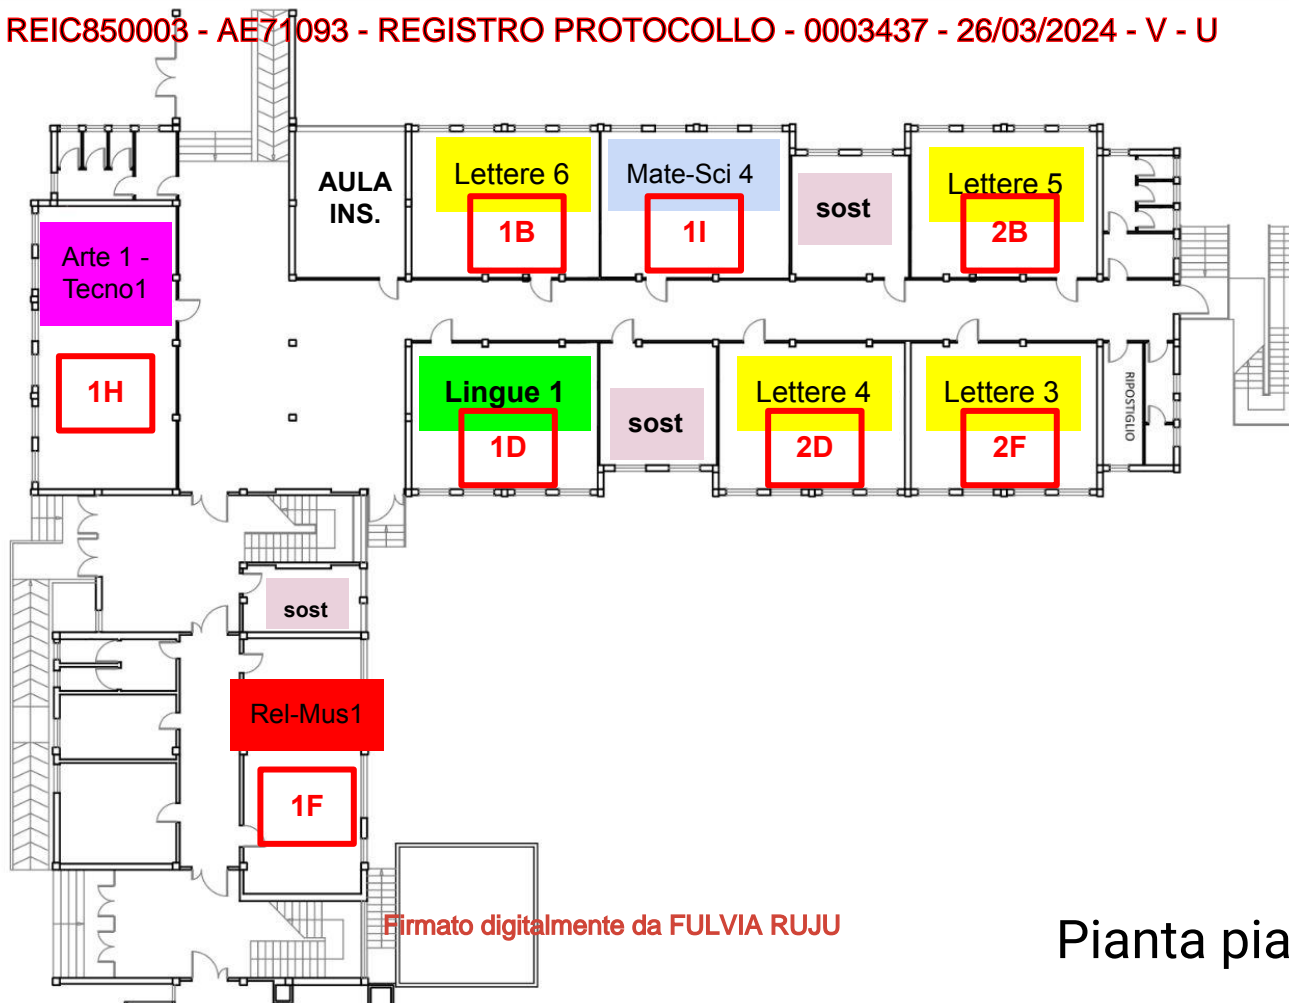 REIC850003 - AE71093 - REGISTRO PROTOCOLLO - 0003437 - 26/03/2024 - V - U
AULA
INS.
Lettere 6
1B
Mate-Sci 4
1I
sost
Lettere 5
2B
Arte 1 -
Tecno1
1H
Lingue 1
1D
sost
Lettere 4
2D
Lettere 3
2F
RIPOSTIGLIO
sost
Rel-Mus1
1F
Firmato digitalmente da FULVIA RUJU
Pianta pia